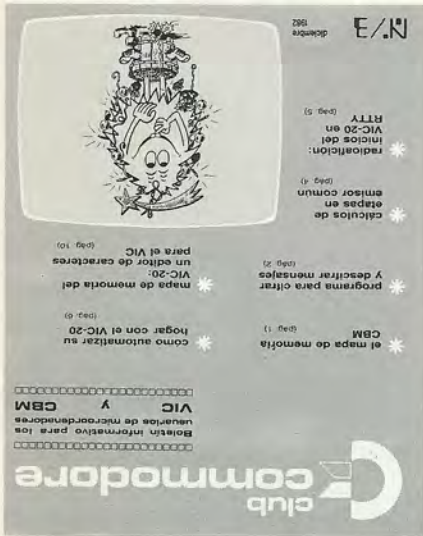 club
commodore
Boletín informativo para los
usuarios de microordenadores
VIC y CBM
el mapa de memoria
CBM (pág. 1)
programa para cifrar
y descifrar mensajes
(pág. 2)
cálculos de
etapas en
emisor común
(pág. 4)
radioafición:
inicios del
VIC-20 en
RTTY (pág. 5)
como automatizar su
hogar con el VIC-20
(pág. 6)
mapa de memoria del
VIC-20:
un editor de caracteres
para el VIC (pág. 10)
N.º/3
diciembre
1982